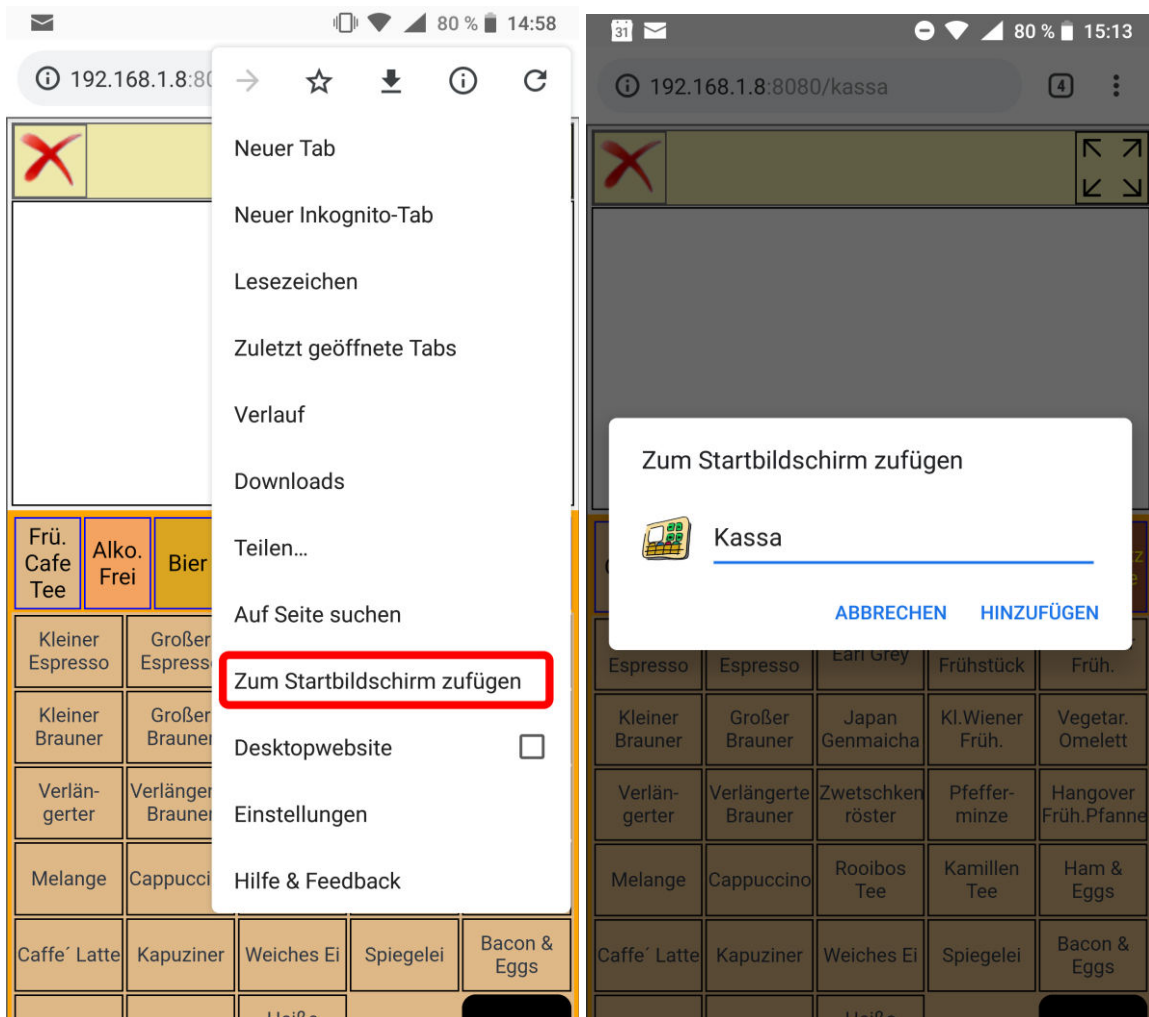 80 % 14:58
192.168.1.8:80
Neuer Tab
Neuer Inkognito-Tab
Lesezeichen
Zuletzt geöffnete Tabs
Verlauf
Downloads
Teilen...
Auf Seite suchen
Zum Startbildschirm zufügen
Desktopwebsite
Einstellungen
Hilfe & Feedback
Frü.
Cafe
Tee
Alko.
Frei
Bier
Kleiner
Espresso
Großer
Espresso
Kleiner
Brauner
Großer
Brauner
Verlän-
gerter
Verlänger
Brauner
Melange
Cappucci
Caffe´ Latte
Kapuziner
Weiches Ei
Spiegelei
Bacon &
Eggs
31
80 % 15:13
192.168.1.8:8080/kassa
4
Zum Startbildschirm zufügen
Kassa
ABBRECHEN HINZUFÜGEN
Espresso
Espresso
Earl Grey
Frühstück
Früh.
Kleiner
Brauner
Großer
Brauner
Japan
Genmaicha
Kl.Wiener
Früh.
Vegetar.
Omelett
Verlän-
gerter
Verlängerte
Brauner
Zwetschken
röster
Pfeffer-
minze
Hangover
Früh.Pfanne
Melange
Cappuccino
Rooibos
Tee
Kamillen
Tee
Ham &
Eggs
Caffe´ Latte
Kapuziner
Weiches Ei
Spiegelei
Bacon &
Eggs